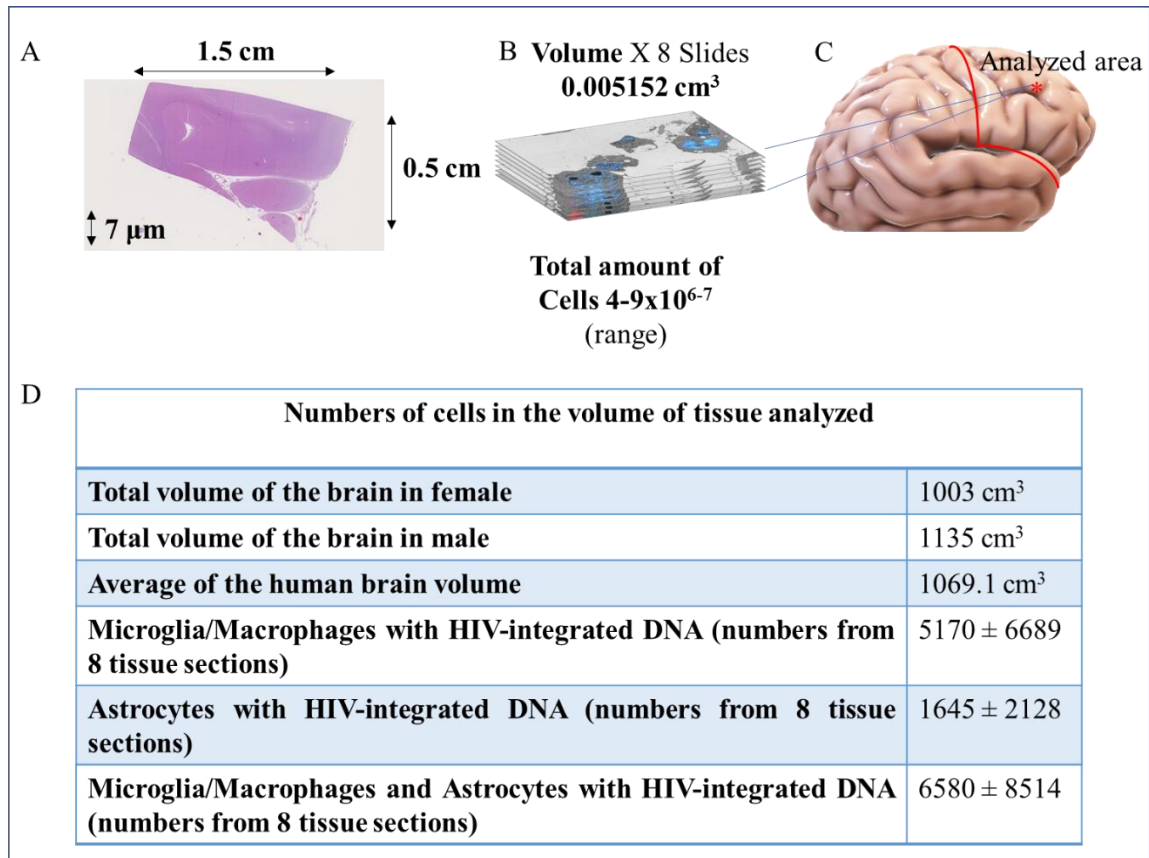 A
1.5 cm
0.5 cm
7 μm
B
Volume X 8 Slides
0.005152 cm³
Total amount of
Cells 4-9x10⁶⁻⁷
(range)
C
Analyzed area
*
D
Numbers of cells in the volume of tissue analyzed
Total volume of the brain in female 1003 cm³
Total volume of the brain in male 1135 cm³
Average of the human brain volume 1069.1 cm³
Microglia/Macrophages with HIV-integrated DNA (numbers from 5170 ± 6689
8 tissue sections)
Astrocytes with HIV-integrated DNA (numbers from 8 tissue 1645 ± 2128
sections)
Microglia/Macrophages and Astrocytes with HIV-integrated DNA 6580 ± 8514
(numbers from 8 tissue sections)